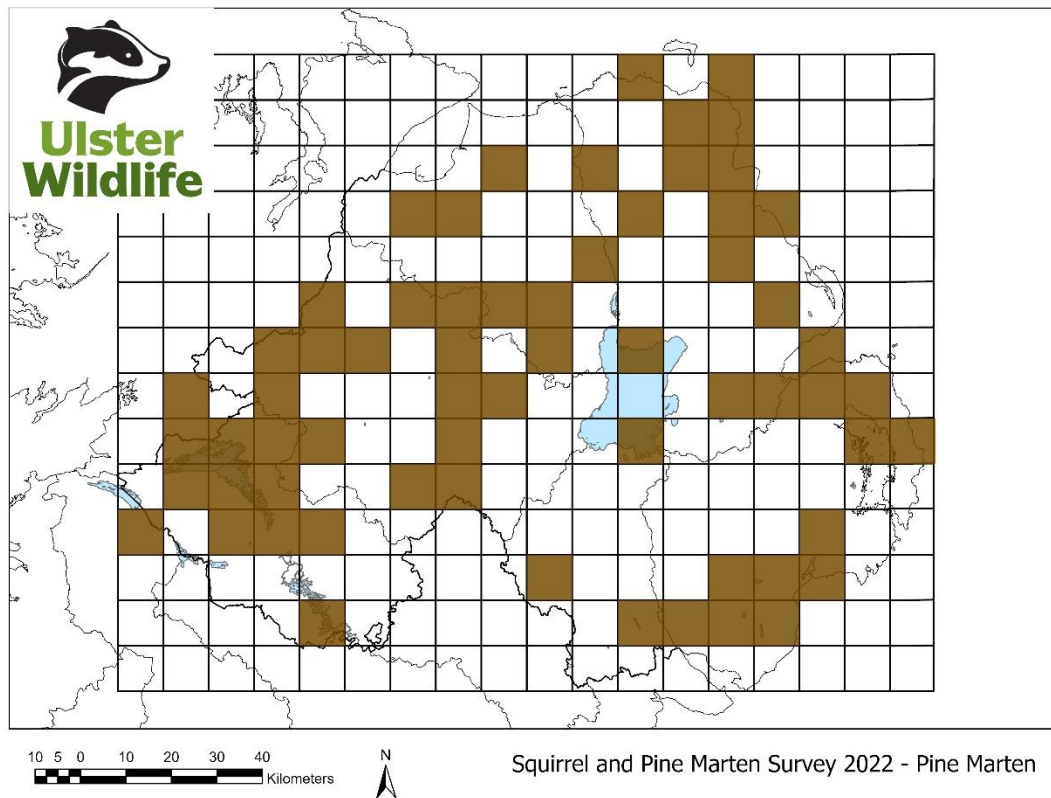 Ulster
Wildlife
10 5 0 10 20 30 40
Kilometers
N
Squirrel and Pine Marten Survey 2022 - Pine Marten